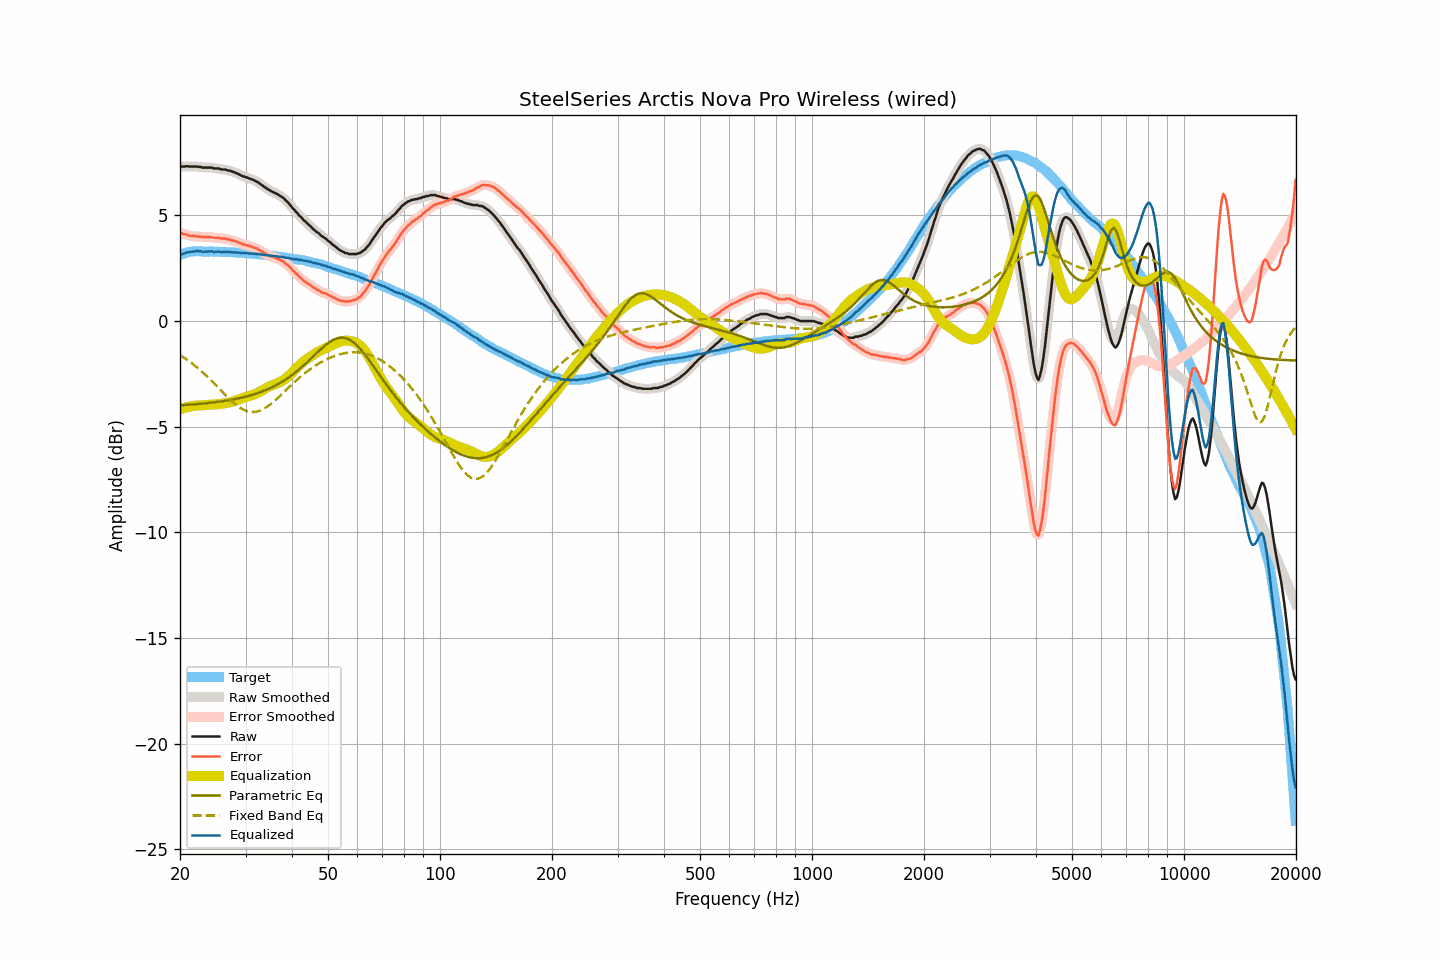 SteelSeries Arctis Nova Pro Wireless (wired)
Amplitude (dBr)
5
0
−5
−10
−15
−20
−25
Target
Raw Smoothed
Error Smoothed
Raw
Error
Equalization
Parametric Eq
Fixed Band Eq
Equalized
20 50 100 200 500 1000 2000 5000 10000 20000
Frequency (Hz)